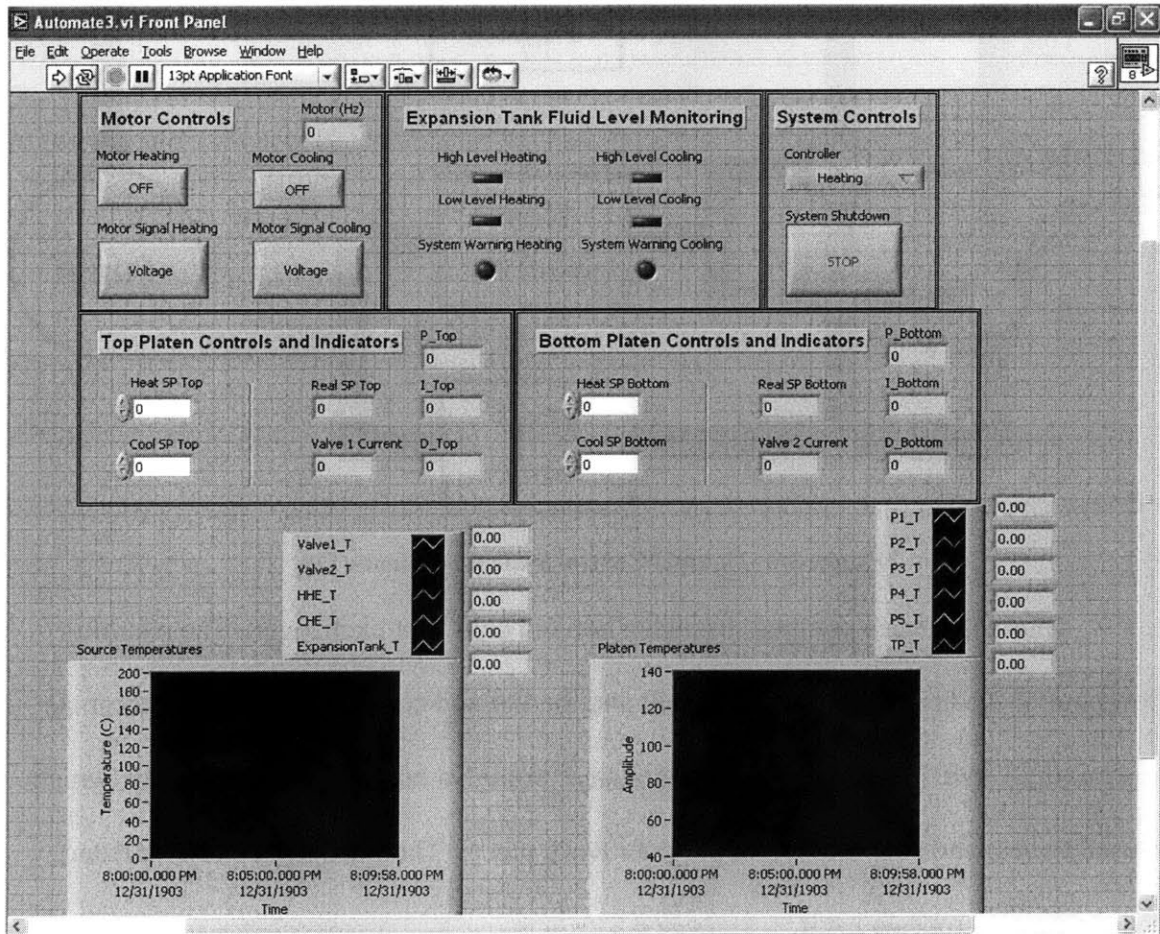 Automate3.vi Front Panel
File Edit Operate Tools Browse Window Help
13pt Application Font
8
Motor Controls
Motor (Hz)
0
Motor Heating
Motor Cooling
OFF
OFF
Motor Signal Heating
Motor Signal Cooling
Voltage
Voltage
Expansion Tank Fluid Level Monitoring
High Level Heating
High Level Cooling
Low Level Heating
Low Level Cooling
System Warning Heating
System Warning Cooling
System Controls
Controller
Heating
System Shutdown
STOP
Top Platen Controls and Indicators
P_Top
0
Heat SP Top
Real SP Top
I_Top
0
0
0
Cool SP Top
Valve 1 Current
D_Top
0
0
0
Bottom Platen Controls and Indicators
P_Bottom
0
Heat SP Bottom
Real SP Bottom
I_Bottom
0
0
0
Cool SP Bottom
Valve 2 Current
D_Bottom
0
0
0
Valve1_T
Valve2_T
HHE_T
CHE_T
ExpansionTank_T
0.00
0.00
0.00
0.00
0.00
Source Temperatures
Temperature (C)
200
180
160
140
120
100
80
60
40
20
0
8:00:00.000 PM
12/31/1903
8:05:00.000 PM
12/31/1903
8:09:58.000 PM
12/31/1903
Time
P1_T
P2_T
P3_T
P4_T
P5_T
TP_T
0.00
0.00
0.00
0.00
0.00
0.00
Platen Temperatures
Amplitude
140
120
100
80
60
40
8:00:00.000 PM
12/31/1903
8:05:00.000 PM
12/31/1903
8:09:58.000 PM
12/31/1903
Time